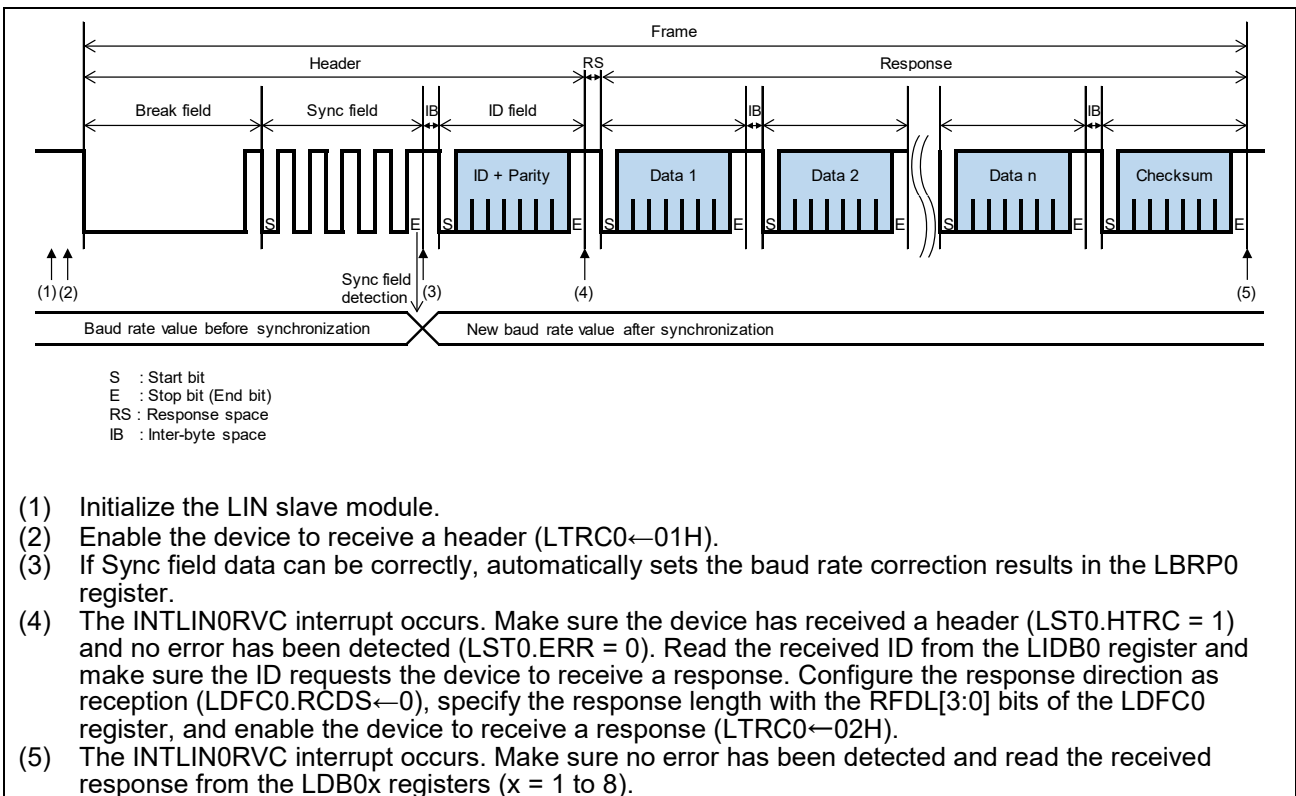 Frame
Header RS Response
Break field Sync field IB ID field IB IB
ID + Parity Data 1 Data 2 Data n Checksum
S E S E S E S E S E S E
(1) (2) Sync field detection (3) (4) (5)
Baud rate value before synchronization New baud rate value after synchronization
S : Start bit
E : Stop bit (End bit)
RS : Response space
IB : Inter-byte space
(1) Initialize the LIN slave module.
(2) Enable the device to receive a header (LTRC0←01H).
(3) If Sync field data can be correctly, automatically sets the baud rate correction results in the LBRP0
register.
(4) The INTLIN0RVC interrupt occurs. Make sure the device has received a header (LST0.HTRC = 1)
and no error has been detected (LST0.ERR = 0). Read the received ID from the LIDB0 register and
make sure the ID requests the device to receive a response. Configure the response direction as
reception (LDFC0.RCDS←0), specify the response length with the RFDL[3:0] bits of the LDFC0
register, and enable the device to receive a response (LTRC0←02H).
(5) The INTLIN0RVC interrupt occurs. Make sure no error has been detected and read the received
response from the LDB0x registers (x = 1 to 8).